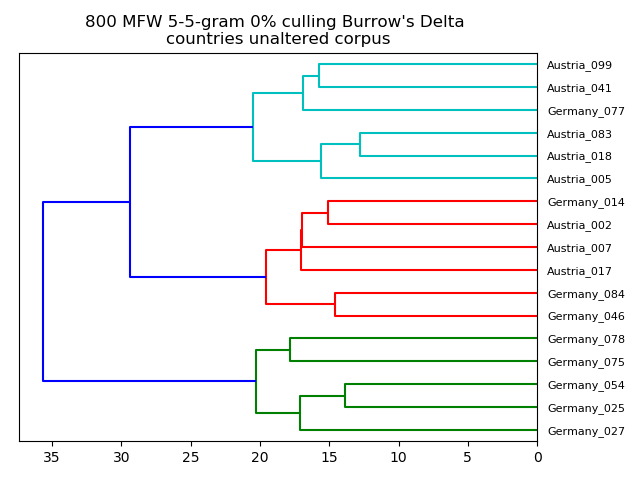 800 MFW 5-5-gram 0% culling Burrow's Delta
countries unaltered corpus
Austria_099
Austria_041
Germany_077
Austria_083
Austria_018
Austria_005
Germany_014
Austria_002
Austria_007
Austria_017
Germany_084
Germany_046
Germany_078
Germany_075
Germany_054
Germany_025
Germany_027
35 30 25 20 15 10 5 0